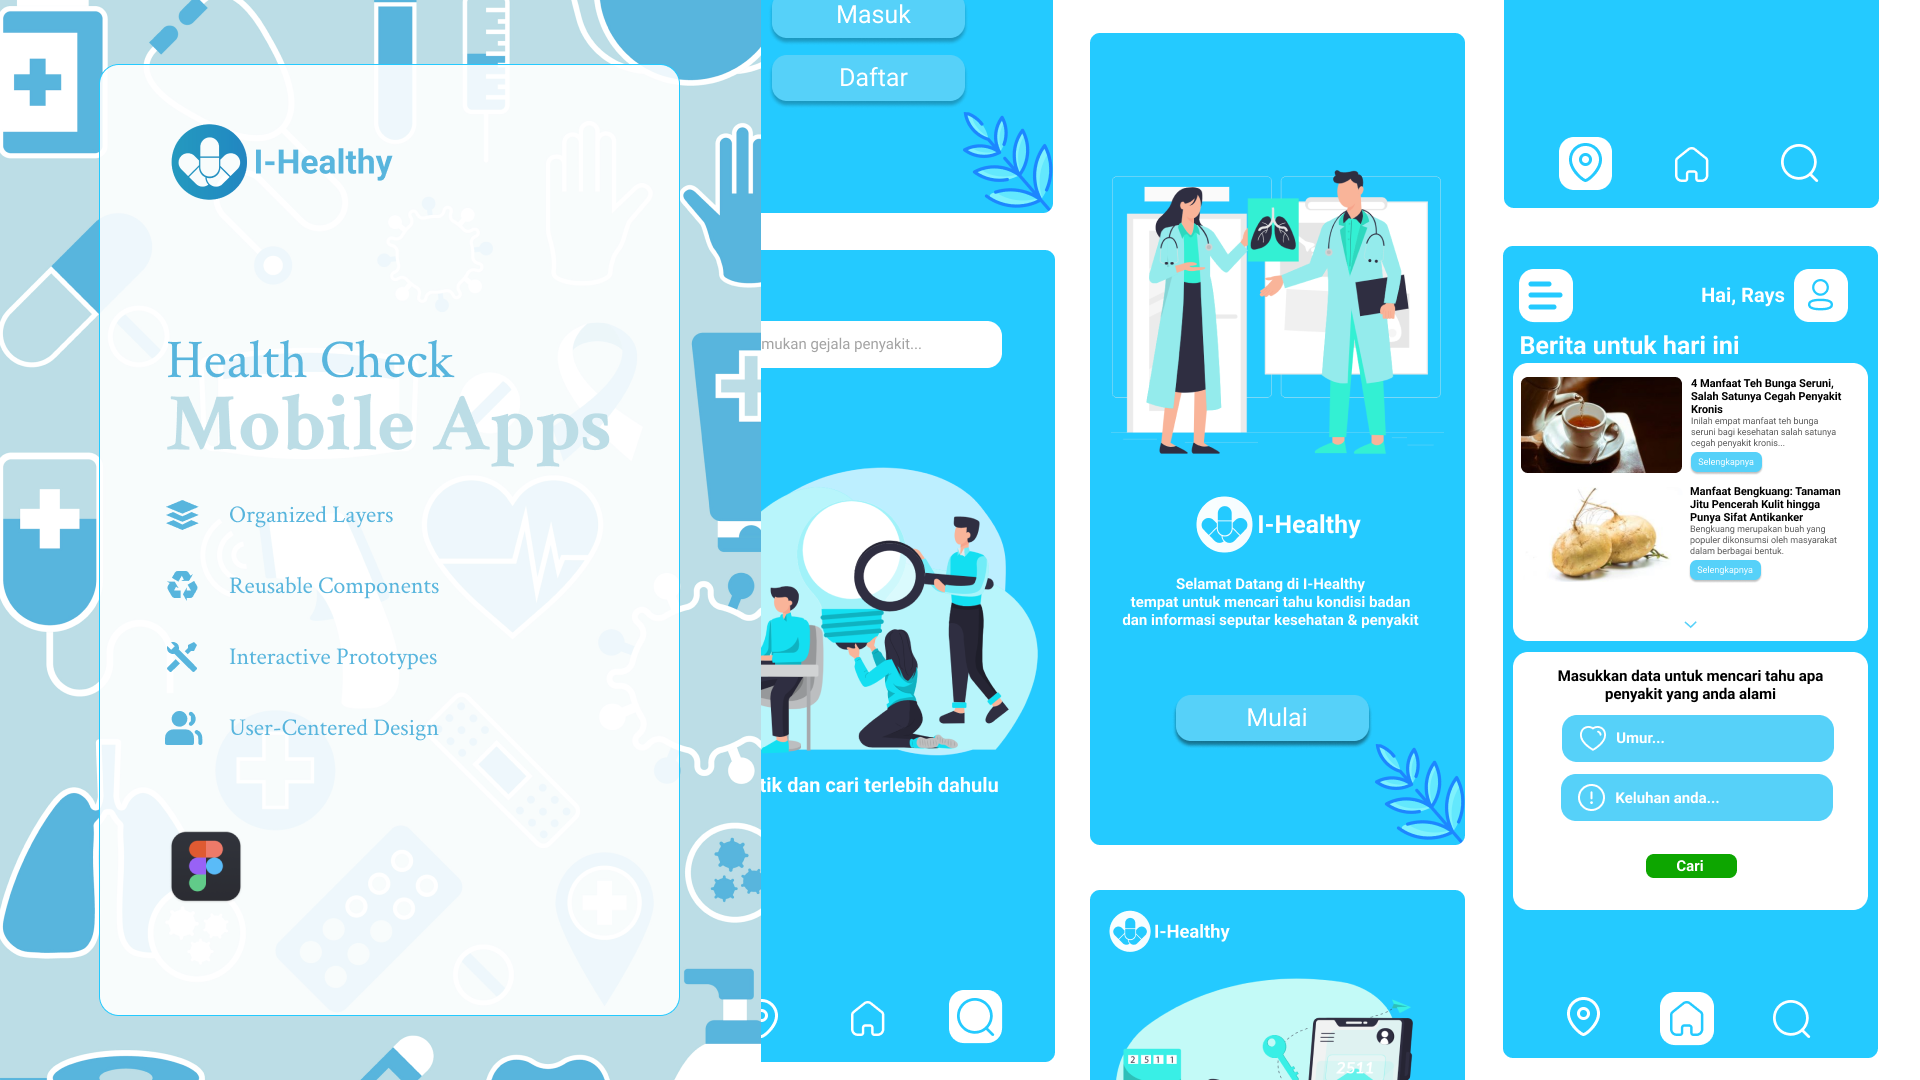 I-Healthy
Health Check
Mobile Apps
Organized Layers
Reusable Components
Interactive Prototypes
User-Centered Design
Masuk
Daftar
mukan gejala penyakit...
tik dan cari terlebih dahulu
I-Healthy
Selamat Datang di I-Healthy
tempat untuk mencari tahu kondisi badan
dan informasi seputar kesehatan & penyakit
Mulai
I-Healthy
2511
2511
Hai, Rays
Berita untuk hari ini
4 Manfaat Teh Bunga Seruni,
Salah Satunya Cegah Penyakit
Kronis
Inilah empat manfaat teh bunga
seruni bagi kesehatan salah satunya
cegah penyakit kronis...
Selengkapnya
Manfaat Bengkuang: Tanaman
Jitu Pencerah Kulit hingga
Punya Sifat Antikanker
Bengkuang merupakan buah yang
populer dikonsumsi oleh masyarakat
dalam berbagai bentuk.
Selengkapnya
Masukkan data untuk mencari tahu apa
penyakit yang anda alami
Umur...
Keluhan anda...
Cari